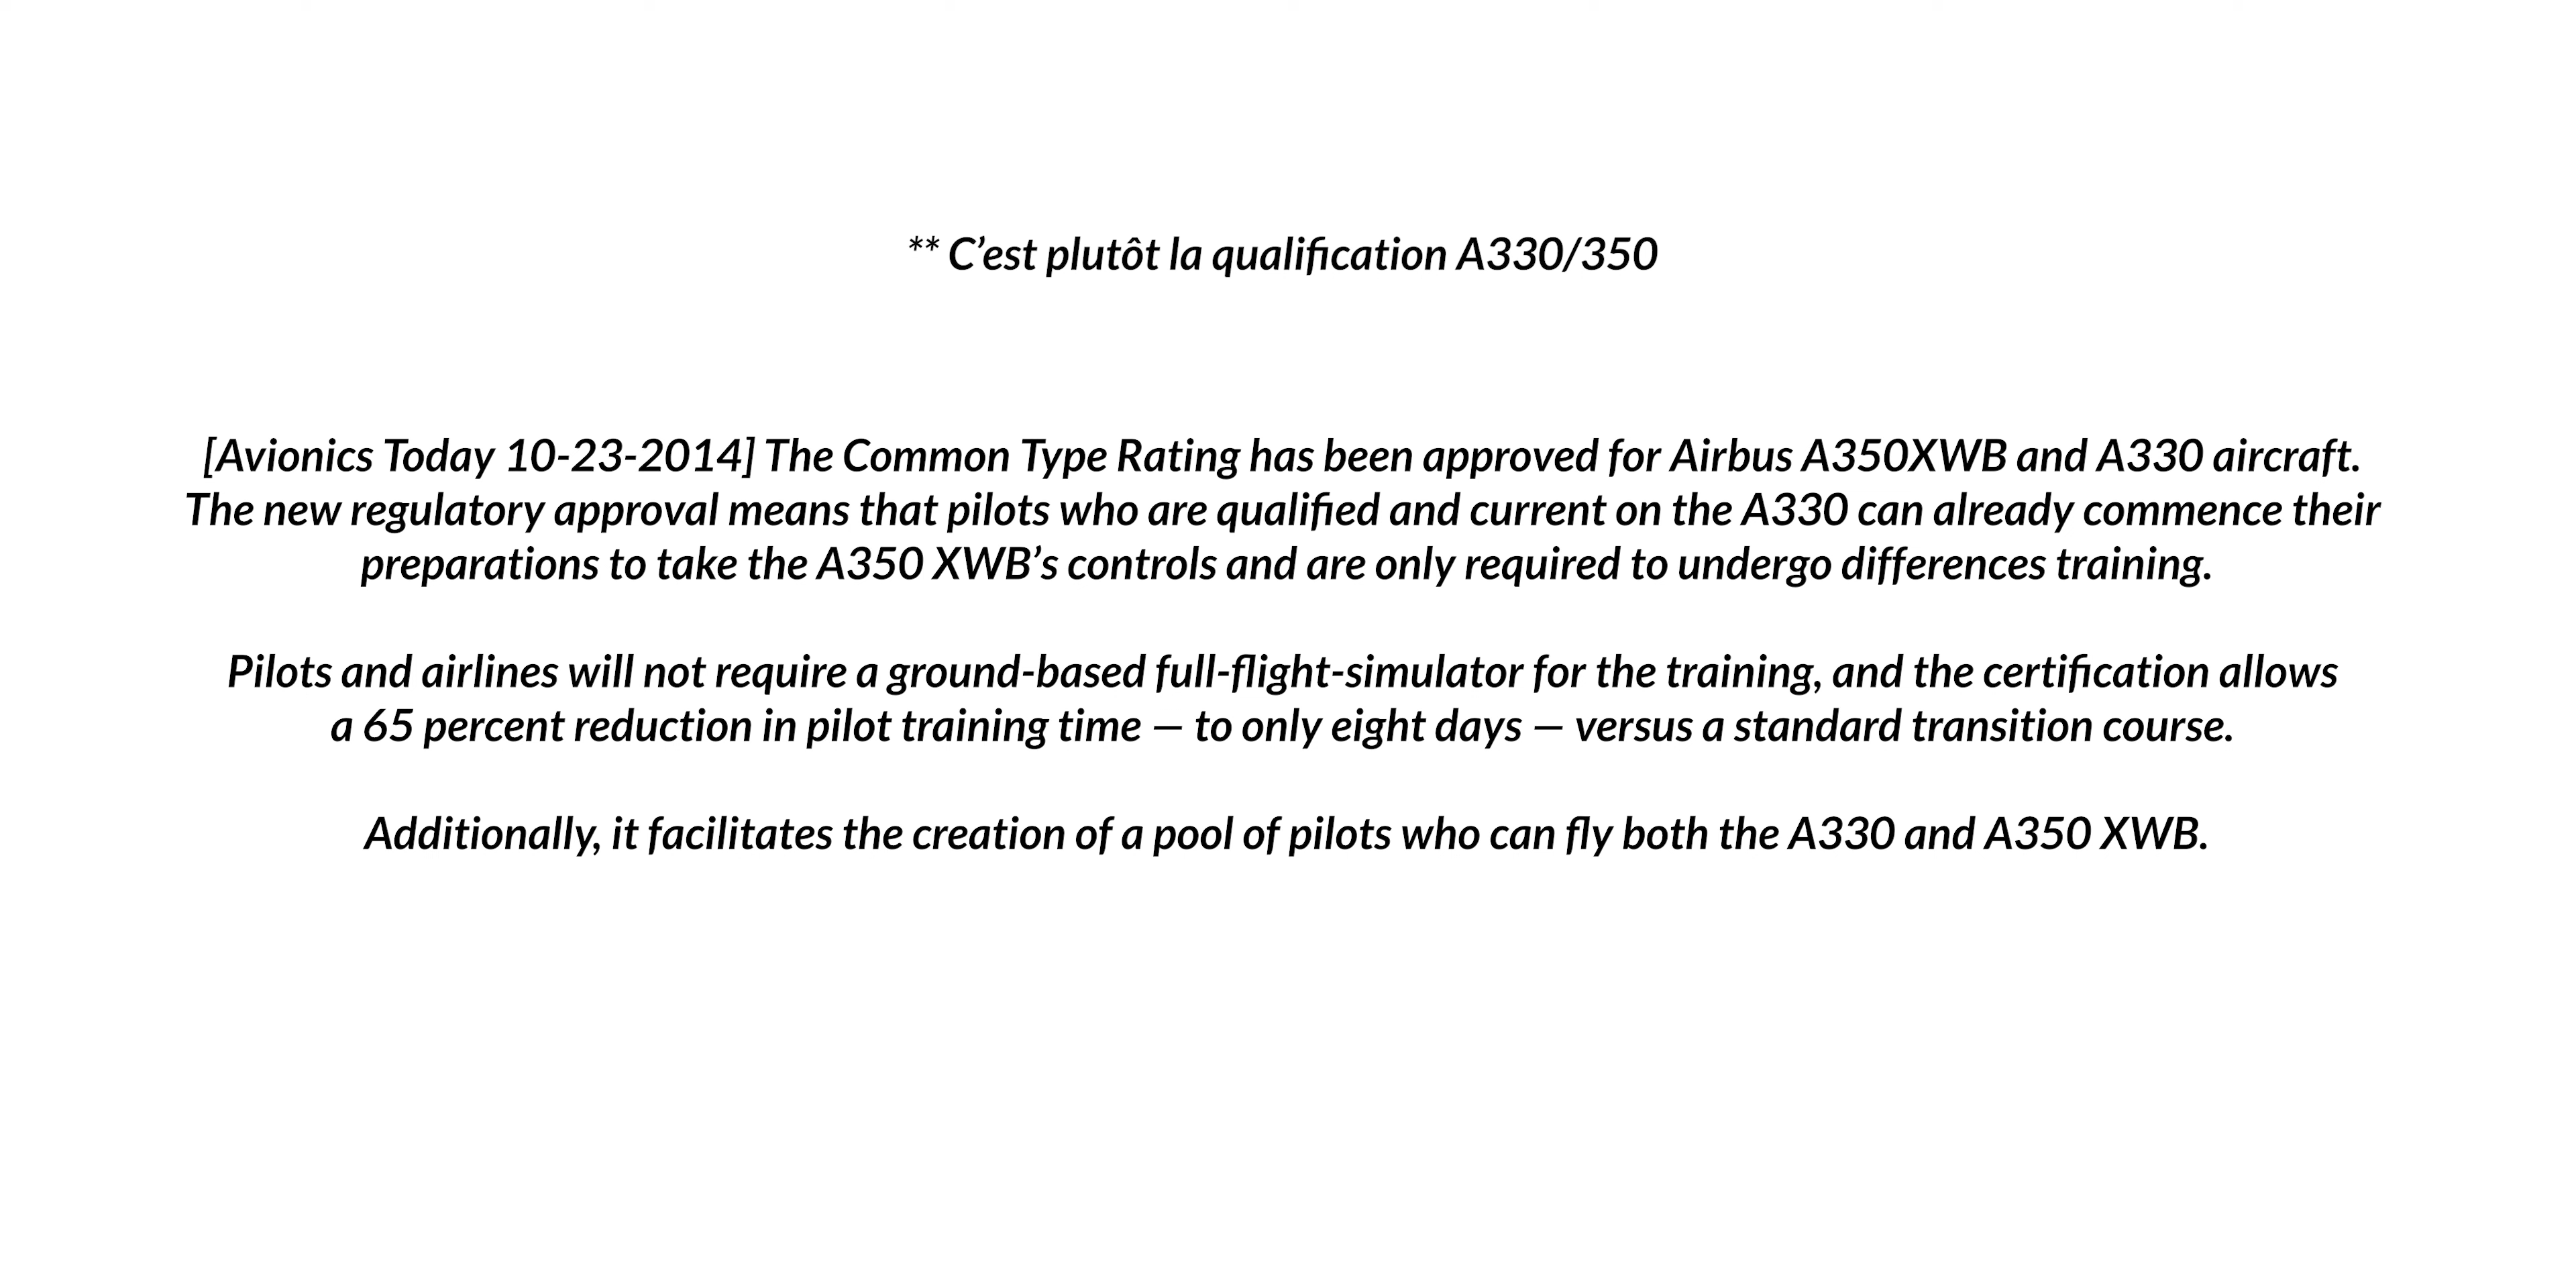 ** C’est plutôt la qualification A330/350
[Avionics Today 10-23-2014] The Common Type Rating has been approved for Airbus A350XWB and A330 aircraft.
The new regulatory approval means that pilots who are qualified and current on the A330 can already commence their
preparations to take the A350 XWB’s controls and are only required to undergo differences training.
Pilots and airlines will not require a ground-based full-flight-simulator for the training, and the certification allows
a 65 percent reduction in pilot training time — to only eight days — versus a standard transition course.
Additionally, it facilitates the creation of a pool of pilots who can fly both the A330 and A350 XWB.